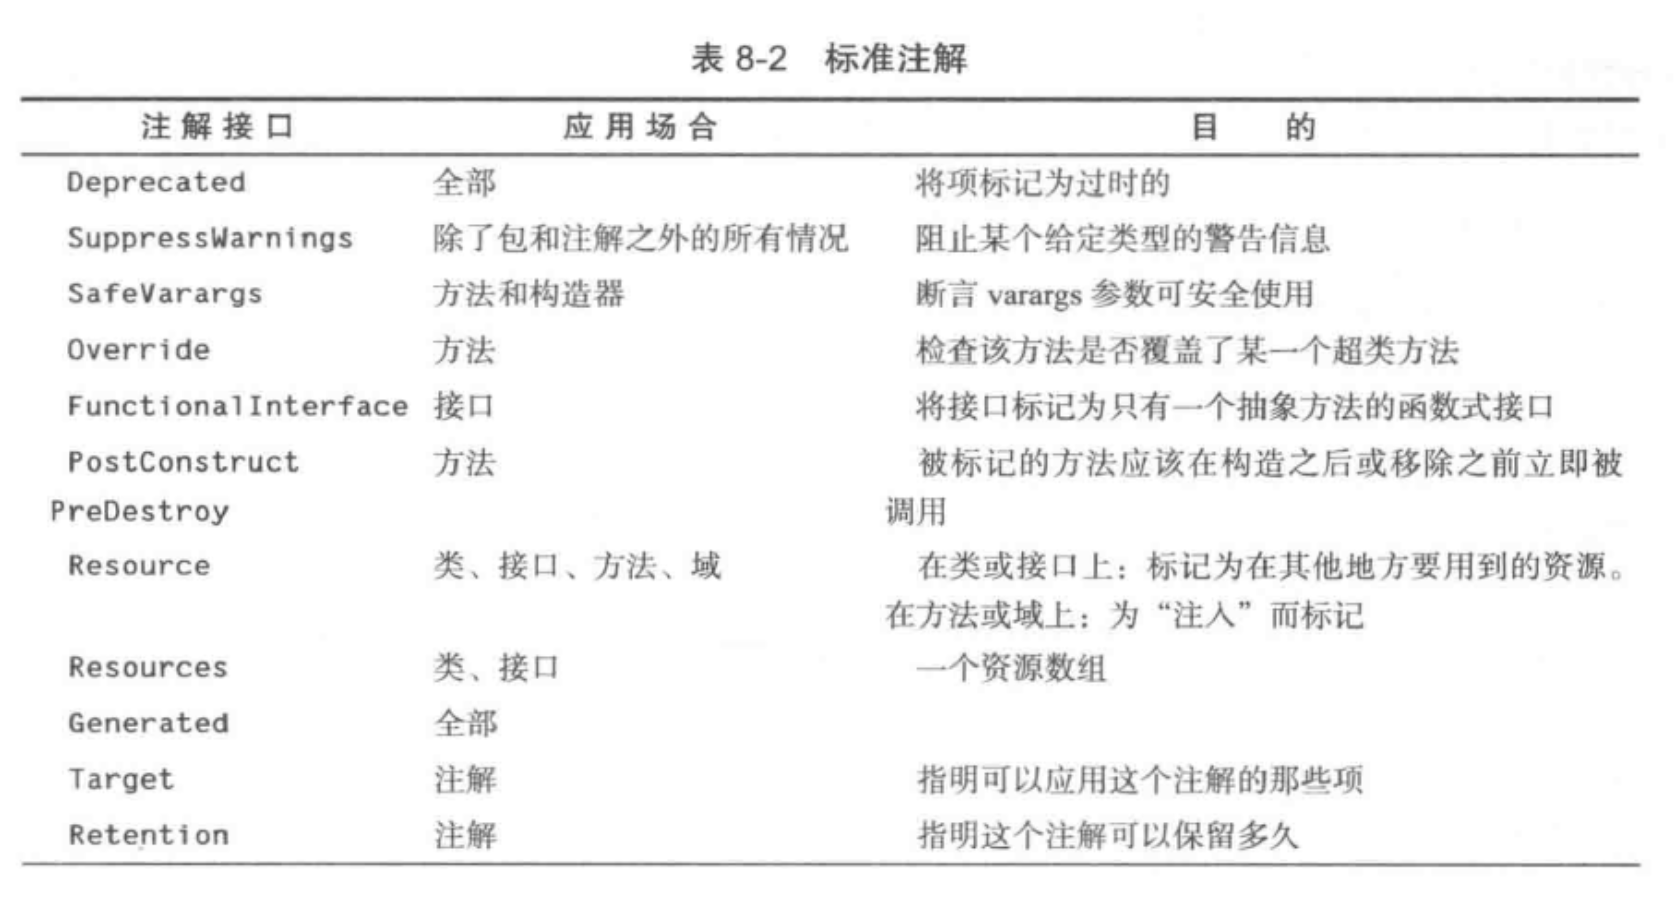 表 8-2 标准注解
注解接口 应用场合 目 的
Deprecated 全部 将项标记为过时的
SuppressWarnings 除了包和注解之外的所有情况 阻止某个给定类型的警告信息
SafeVarargs 方法和构造器 断言 varargs 参数可安全使用
Override 方法 检查该方法是否覆盖了某一个超类方法
FunctionalInterface 接口 将接口标记为只有一个抽象方法的函数式接口
PostConstruct 方法 被标记的方法应该在构造之后或移除之前立即被
PreDestroy 调用
Resource 类、接口、方法、域 在类或接口上：标记为在其他地方要用到的资源。
在方法或域上：为“注入”而标记
Resources 类、接口 一个资源数组
Generated 全部
Target 注解 指明可以应用这个注解的那些项
Retention 注解 指明这个注解可以保留多久